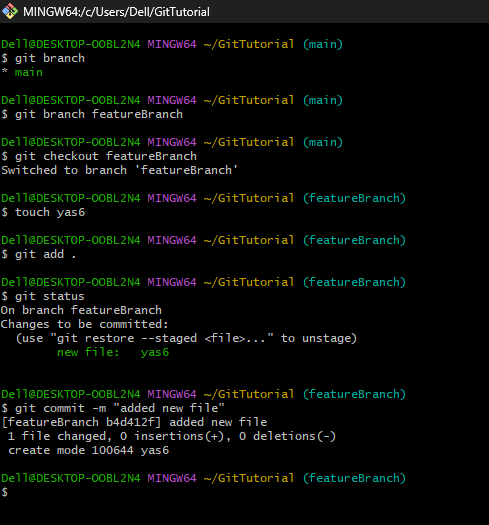 MINGW64:/c/Users/Dell/GitTutorial
Dell@DESKTOP-OOBL2N4 MINGW64 ~/GitTutorial (main)
$ git branch
* main
Dell@DESKTOP-OOBL2N4 MINGW64 ~/GitTutorial (main)
$ git branch featureBranch
Dell@DESKTOP-OOBL2N4 MINGW64 ~/GitTutorial (main)
$ git checkout featureBranch
Switched to branch 'featureBranch'
Dell@DESKTOP-OOBL2N4 MINGW64 ~/GitTutorial (featureBranch)
$ touch yas6
Dell@DESKTOP-OOBL2N4 MINGW64 ~/GitTutorial (featureBranch)
$ git add .
Dell@DESKTOP-OOBL2N4 MINGW64 ~/GitTutorial (featureBranch)
$ git status
On branch featureBranch
Changes to be committed:
  (use "git restore --staged <file>..." to unstage)
        new file:   yas6
Dell@DESKTOP-OOBL2N4 MINGW64 ~/GitTutorial (featureBranch)
$ git commit -m "added new file"
[featureBranch b4d412f] added new file
 1 file changed, 0 insertions(+), 0 deletions(-)
 create mode 100644 yas6
Dell@DESKTOP-OOBL2N4 MINGW64 ~/GitTutorial (featureBranch)
$